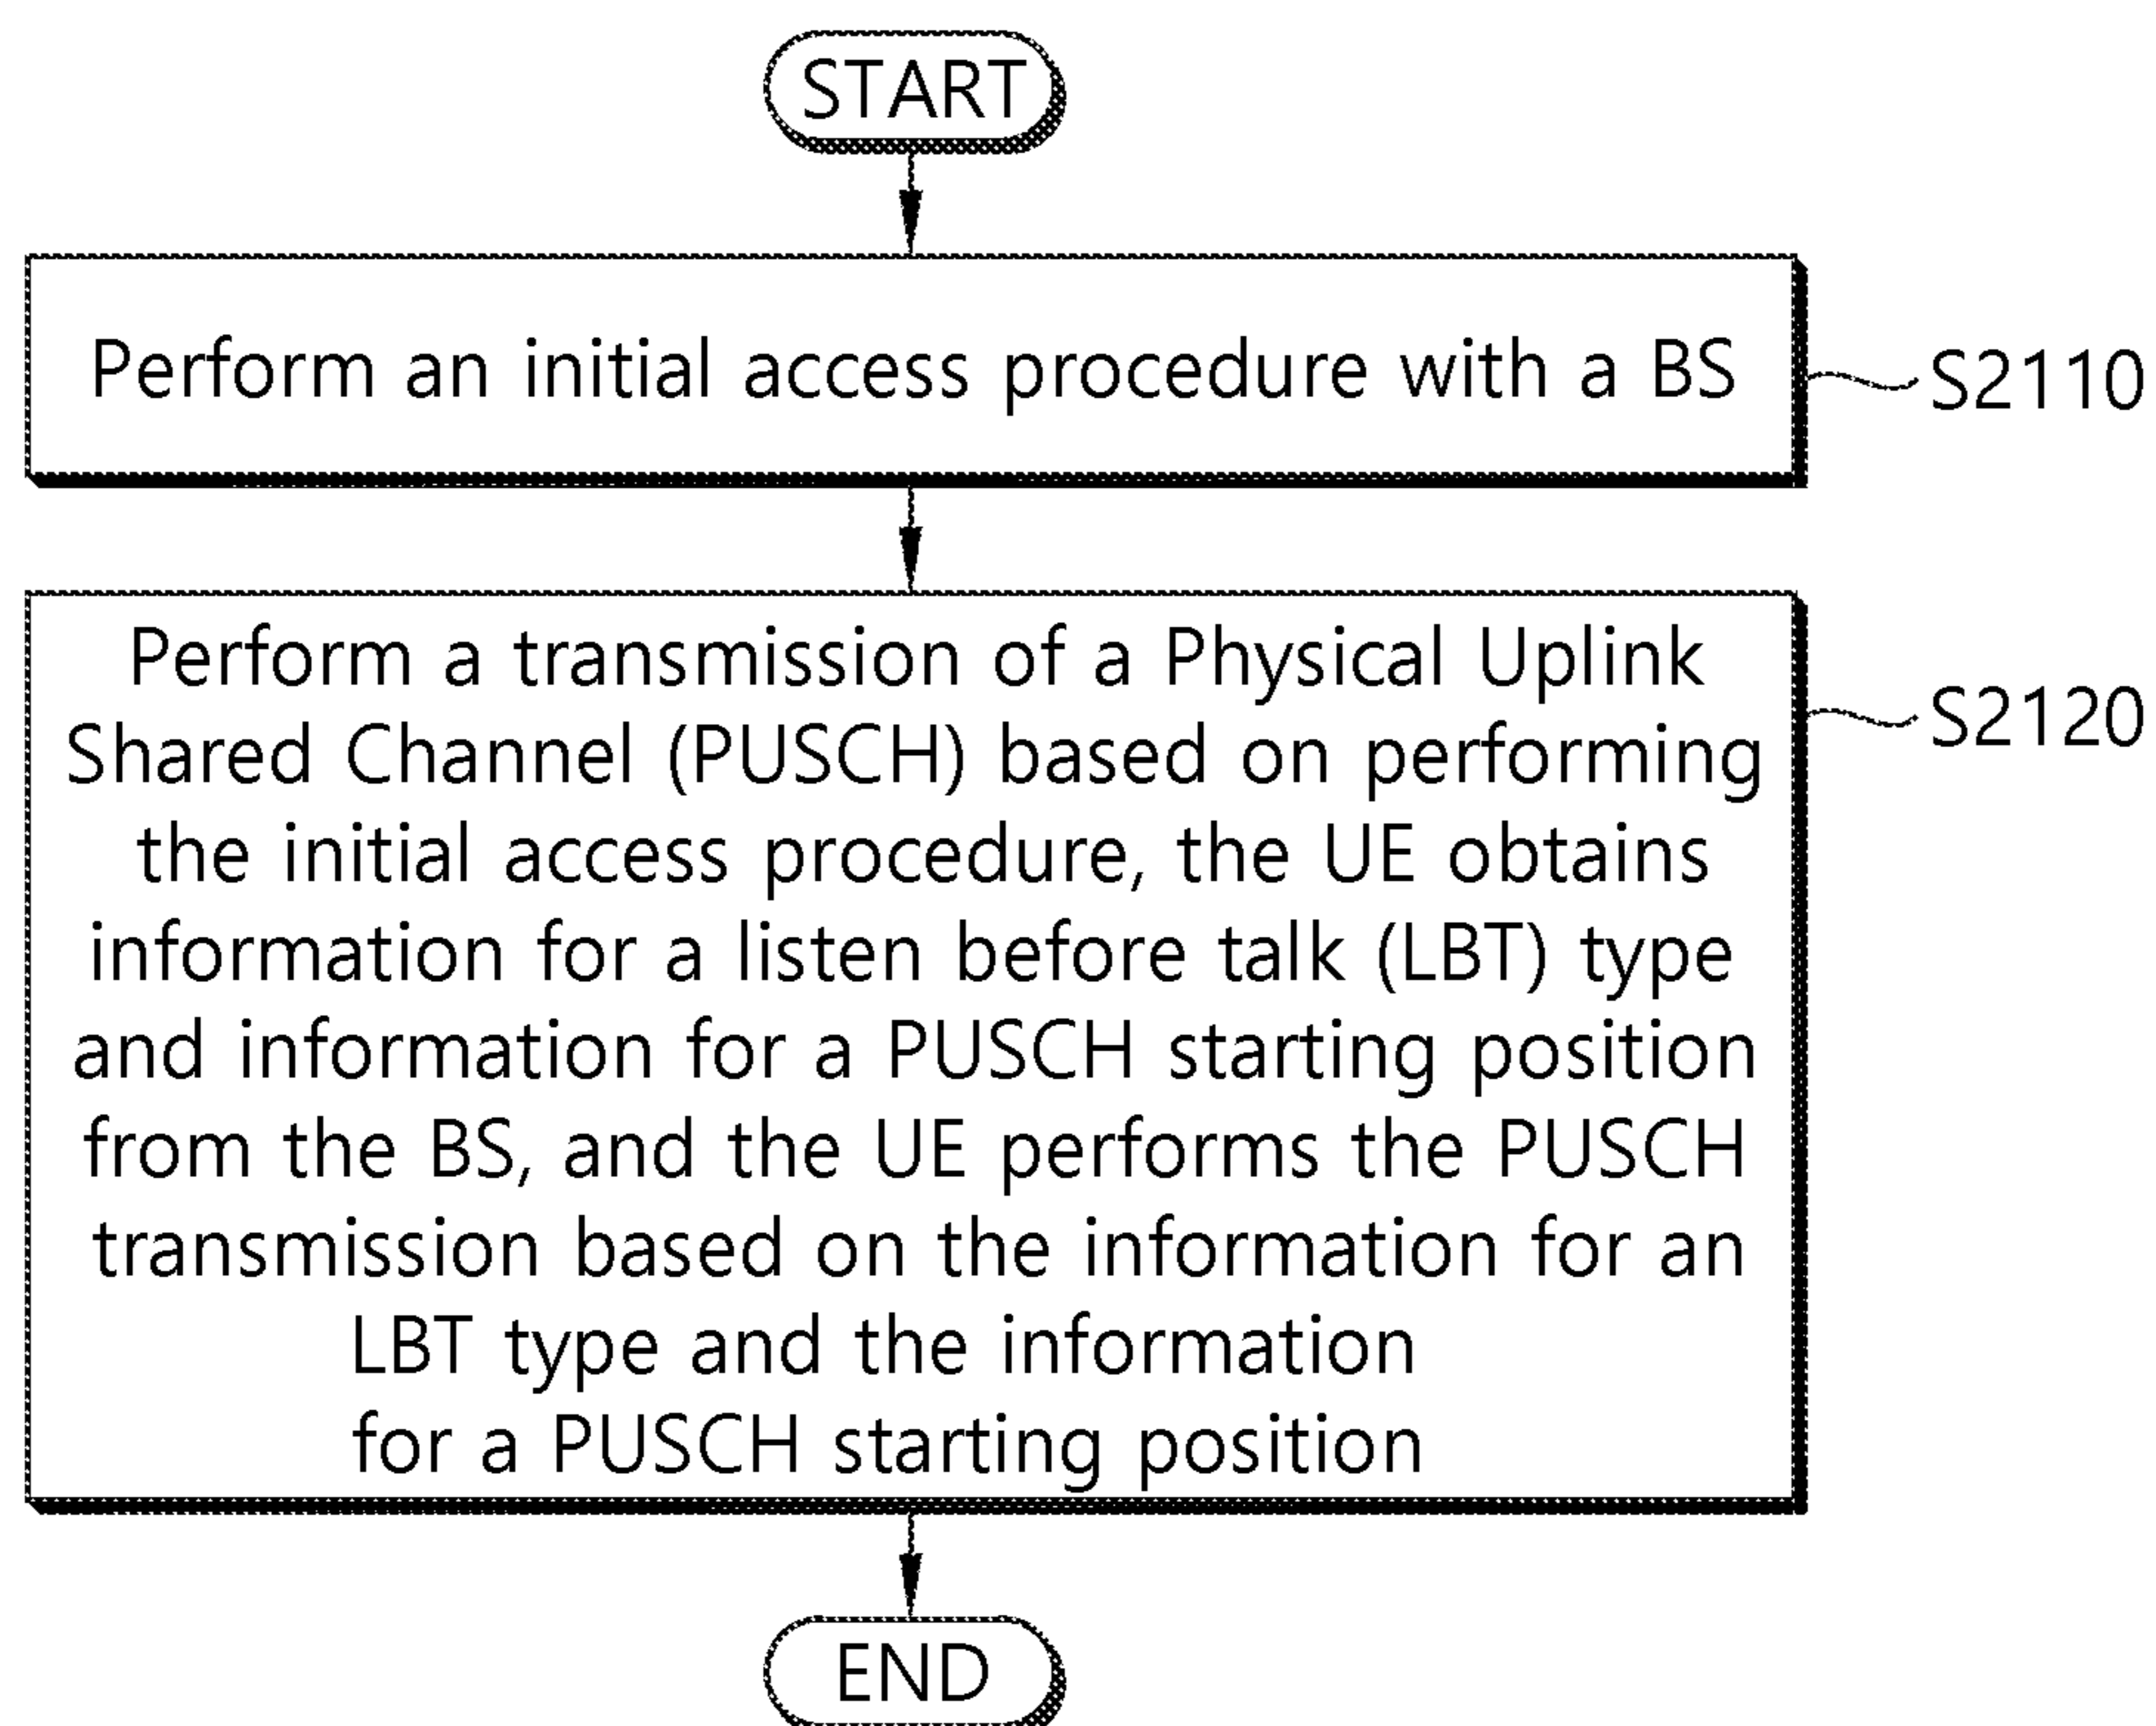 START
Perform an initial access procedure with a BS
S2110
Perform a transmission of a Physical Uplink
S2120
Shared Channel (PUSCH) based on performing
the initial access procedure, the UE obtains
information for a listen before talk (LBT) type
and information for a PUSCH starting position
from the BS, and the UE performs the PUSCH
transmission based on the information for an
LBT type and the information
for a PUSCH starting position
END